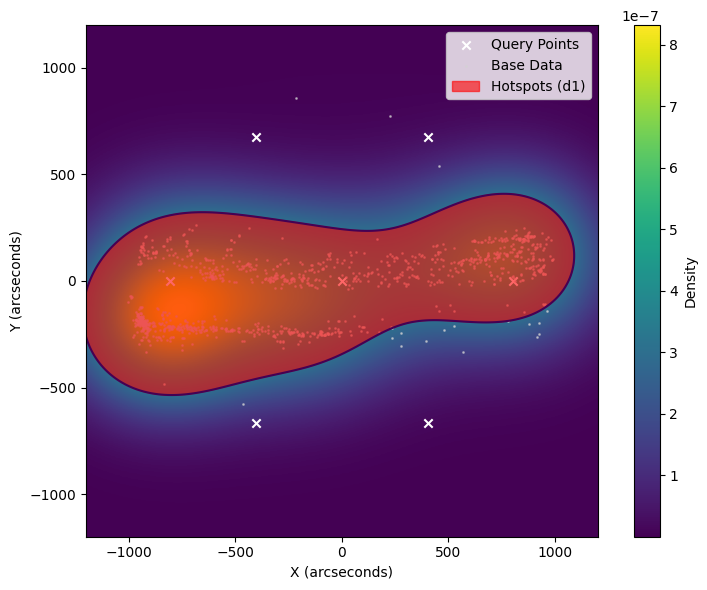 1e−7
Query Points
Base Data
Hotspots (d1)
1000
500
0
−500
−1000
−1000
−500
0
500
1000
X (arcseconds)
Y (arcseconds)
8
7
6
5
4
3
2
1
Density